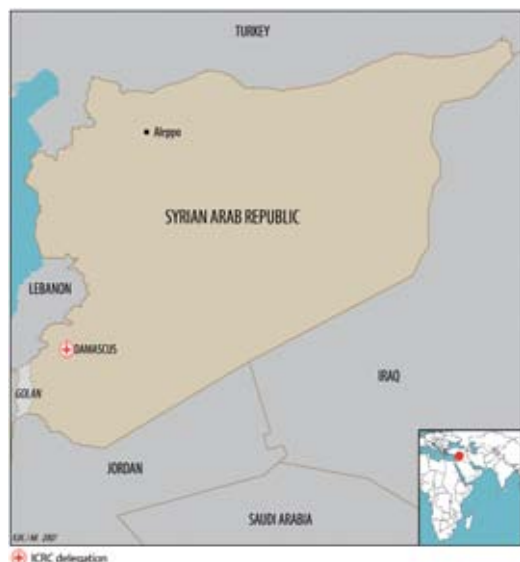 TURKEY
Aleppo
SYRIAN ARAB REPUBLIC
LEBANON
DAMASCUS
GOLAN
IRAQ
JORDAN
SAUDI ARABIA
ICRC delegation